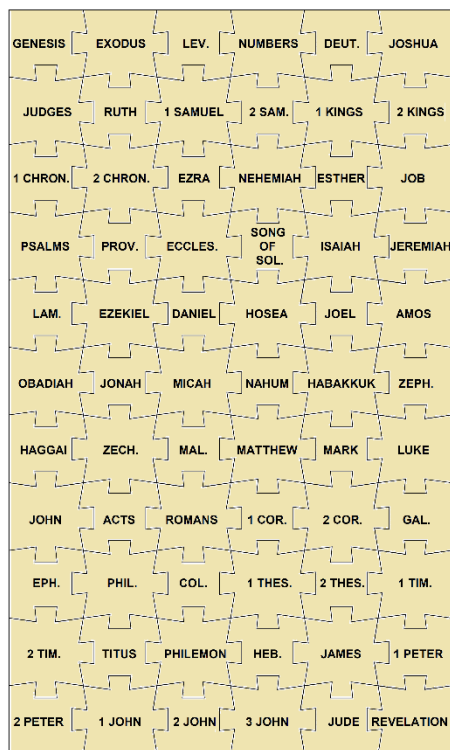 GENESIS EXODUS LEV. NUMBERS DEUT. JOSHUA
JUDGES RUTH 1 SAMUEL 2 SAM. 1 KINGS 2 KINGS
1 CHRON. 2 CHRON. EZRA NEHEMIAH ESTHER JOB
PSALMS PROV. ECCLES. SONG OF SOL. ISAIAH JEREMIAH
LAM. EZEKIEL DANIEL HOSEA JOEL AMOS
OBADIAH JONAH MICAH NAHUM HABAKKUK ZEPH.
HAGGAI ZECH. MAL. MATTHEW MARK LUKE
JOHN ACTS ROMANS 1 COR. 2 COR. GAL.
EPH. PHIL. COL. 1 THES. 2 THES. 1 TIM.
2 TIM. TITUS PHILEMON HEB. JAMES 1 PETER
2 PETER 1 JOHN 2 JOHN 3 JOHN JUDE REVELATION